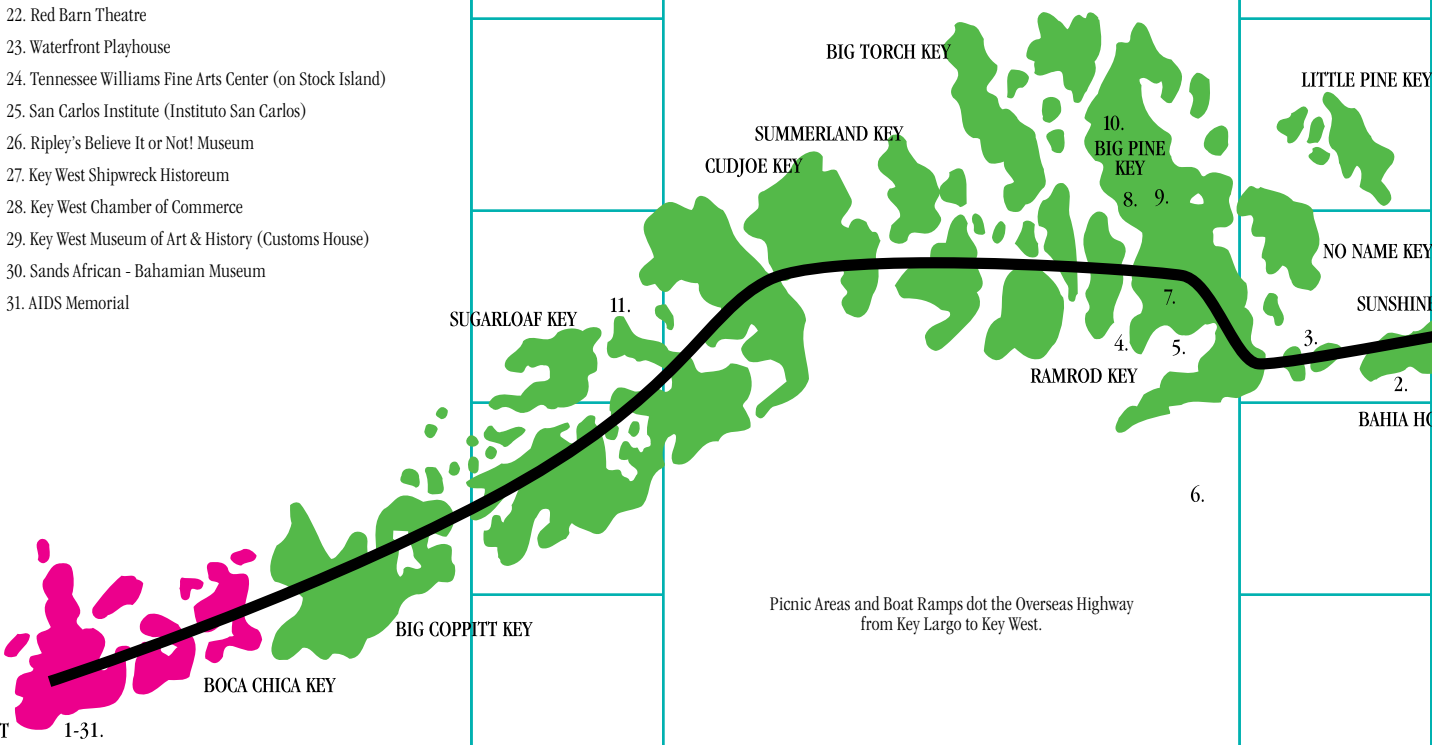 22. Red Barn Theatre
23. Waterfront Playhouse
24. Tennessee Williams Fine Arts Center (on Stock Island)
25. San Carlos Institute (Instituto San Carlos)
26. Ripley's Believe It or Not! Museum
27. Key West Shipwreck Historeum
28. Key West Chamber of Commerce
29. Key West Museum of Art & History (Customs House)
30. Sands African - Bahamian Museum
31. AIDS Memorial
BIG TORCH KEY
LITTLE PINE KEY
10.
SUMMERLAND KEY
BIG PINE
KEY
CUDJOE KEY
8.
9.
NO NAME KEY
7.
SUNSHINE
11.
SUGARLOAF KEY
3.
4.
5.
RAMROD KEY
2.
BAHIA HO
6.
Picnic Areas and Boat Ramps dot the Overseas Highway
from Key Largo to Key West.
BIG COPPITT KEY
BOCA CHICA KEY
T
1-31.